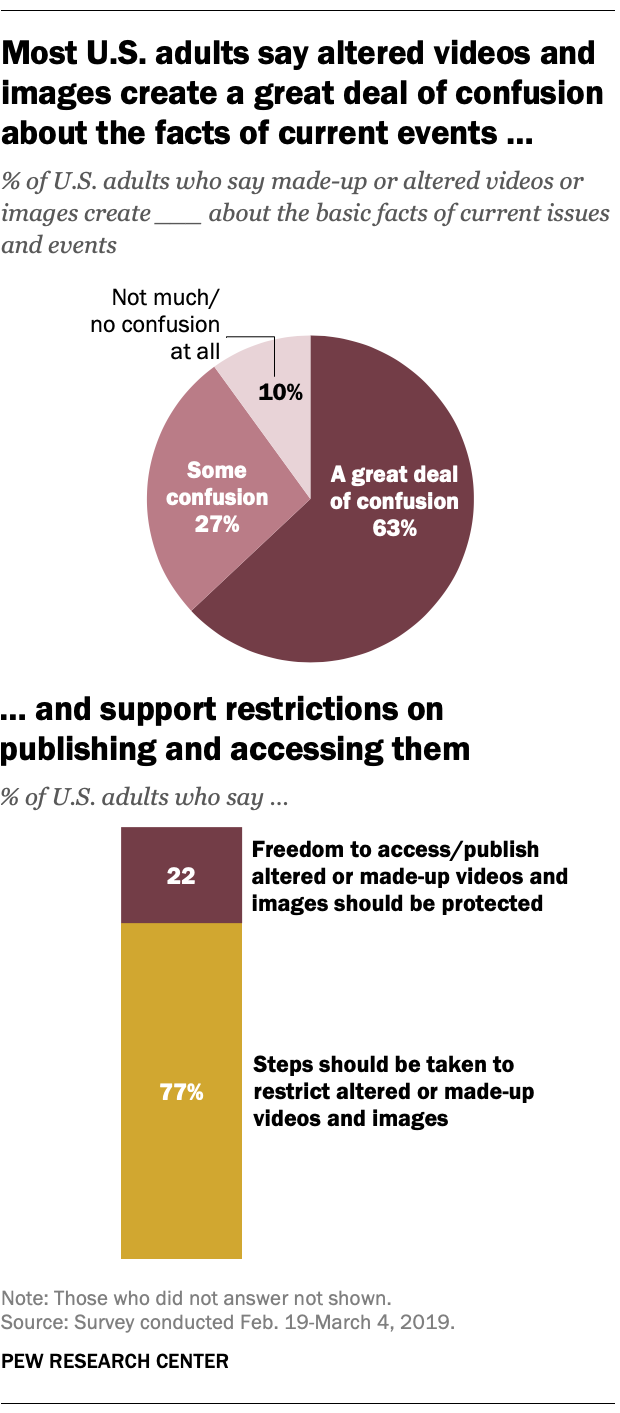 Most U.S. adults say altered videos and
images create a great deal of confusion
about the facts of current events ...
% of U.S. adults who say made-up or altered videos or
images create ___ about the basic facts of current issues
and events
Not much/
no confusion
at all
10%
Some
confusion
27%
A great deal
of confusion
63%
... and support restrictions on
publishing and accessing them
% of U.S. adults who say ...
22
Freedom to access/publish
altered or made-up videos and
images should be protected
77%
Steps should be taken to
restrict altered or made-up
videos and images
Note: Those who did not answer not shown.
Source: Survey conducted Feb. 19-March 4, 2019.
PEW RESEARCH CENTER